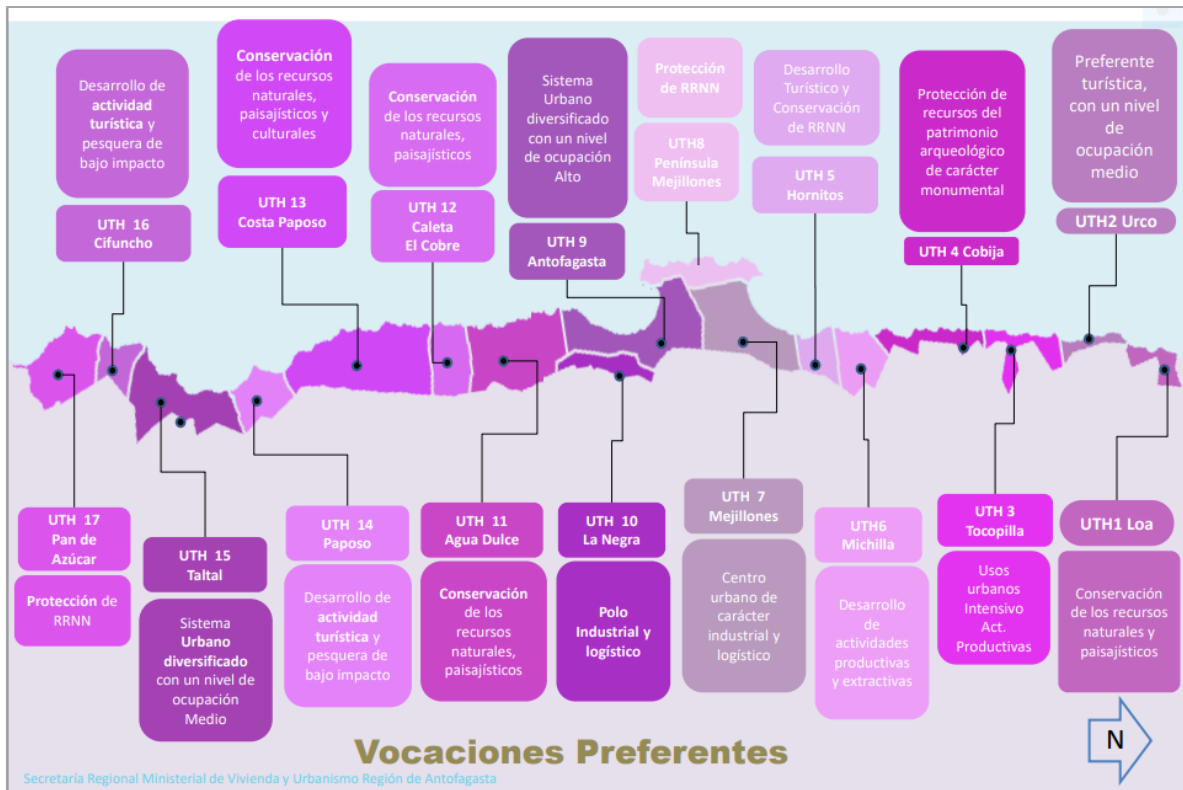 Desarrollo de
actividad
turística y
pesquera de
bajo impacto
UTH 16
Cifuncho
Conservación
de los recursos
naturales,
paisajísticos y
culturales
UTH 13
Costa Paposo
Conservación
de los recursos
naturales,
paisajísticos
UTH 12
Caleta
El Cobre
Sistema
Urbano
diversificado
con un nivel
de ocupación
Alto
UTH 9
Antofagasta
Protección
de RRNN
UTH8
Península
Mejillones
Desarrollo
Turístico y
Conservación
de RRNN
UTH 5
Hornitos
Protección de
recursos del
patrimonio
arqueológico
de carácter
monumental
UTH 4 Cobija
Preferente
turística,
con un nivel
de
ocupación
medio
UTH2 Urco
UTH 17
Pan de
Azúcar
Protección de
RRNN
UTH 15
Taltal
Sistema
Urbano
diversificado
con un nivel de
ocupación
Medio
UTH 14
Paposo
Desarrollo de
actividad
turística y
pesquera de
bajo impacto
UTH 11
Agua Dulce
Conservación
de los
recursos
naturales,
paisajísticos
UTH 10
La Negra
Polo
Industrial y
logístico
UTH 7
Mejillones
Centro
urbano de
carácter
industrial y
logístico
UTH6
Michilla
Desarrollo
de
actividades
productivas
y extractivas
UTH 3
Tocopilla
Usos
urbanos
Intensivo
Act.
Productivas
UTH1 Loa
Conservación
de los recursos
naturales y
paisajísticos
N
Vocaciones Preferentes
Secretaría Regional Ministerial de Vivienda y Urbanismo Región de Antofagasta